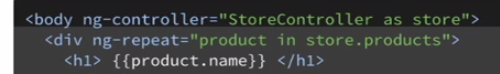 <body ng-controller="StoreController as store">
<div ng-repeat="product in store.products">
<h1> {{product.name}} </h1>